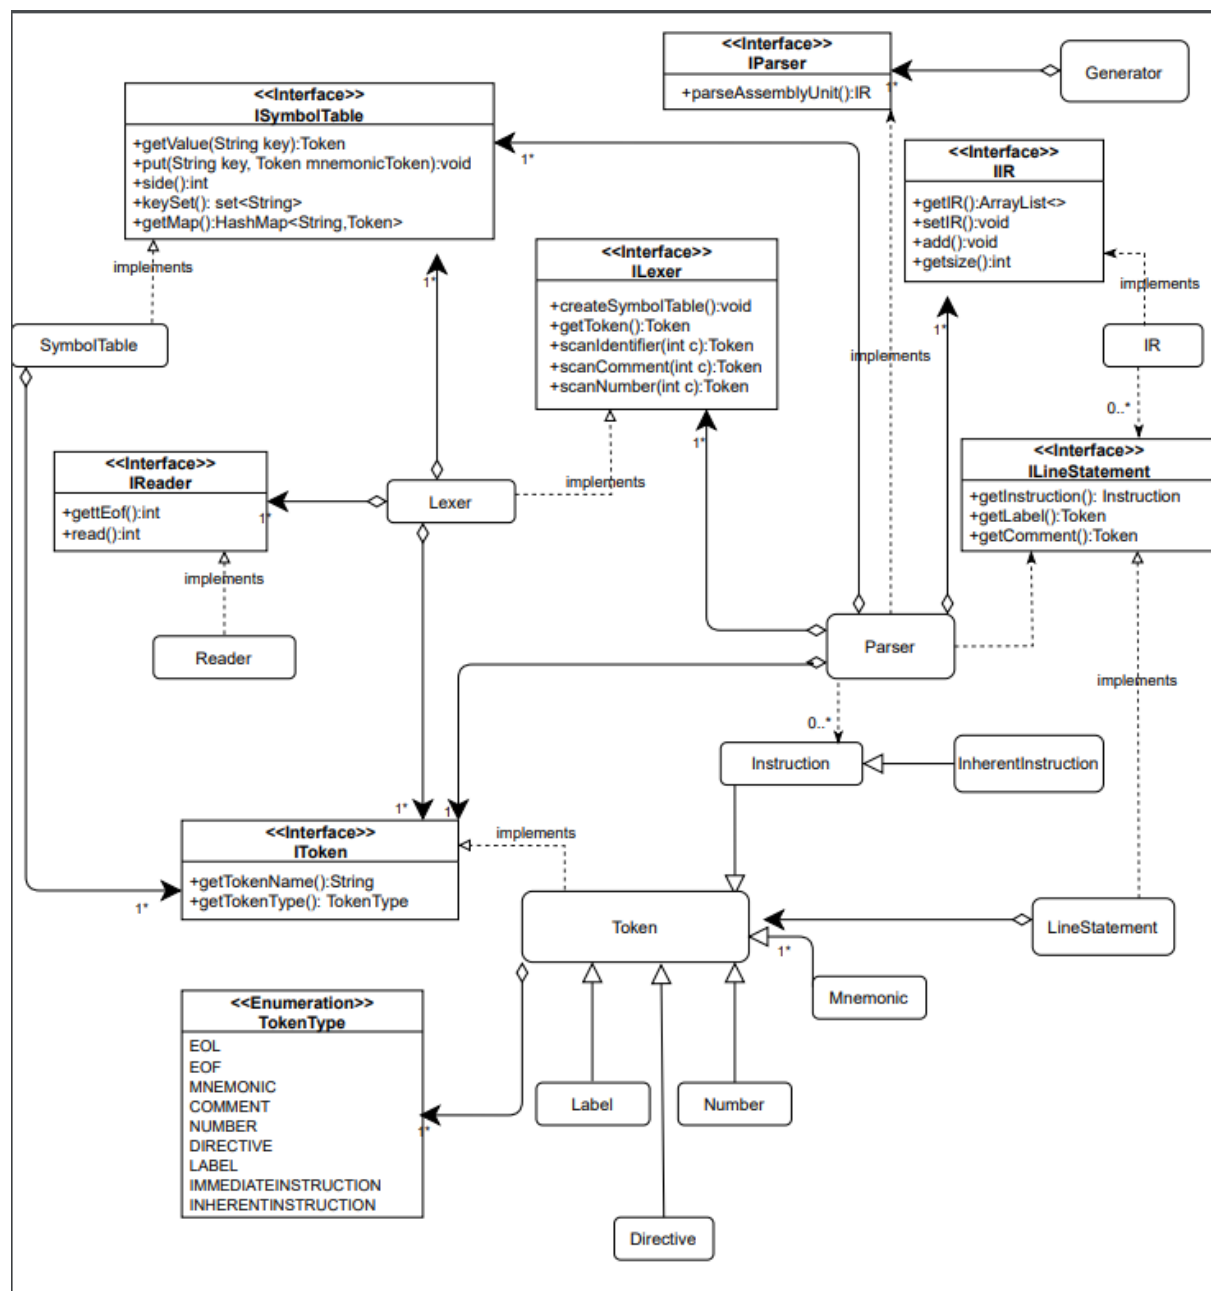 <<Interface>>
IParser
+parseAssemblyUnit():IR
1*
Generator
<<Interface>>
ISymbolTable
+getValue(String key):Token
+put(String key, Token mnemonicToken):void
+side():int
+keySet(): set<String>
+getMap():HashMap<String,Token>
1*
<<Interface>>
IIR
+getIR():ArrayList<>
+setIR():void
+add():void
+getsize():int
implements
1*
<<Interface>>
ILexer
+createSymbolTable():void
+getToken():Token
+scanIdentifier(int c):Token
+scanComment(int c):Token
+scanNumber(int c):Token
implements
1*
implements
SymbolTable
IR
0..*
1*
<<Interface>>
IReader
+gettEof():int
+read():int
1*
Lexer
implements
<<Interface>>
ILineStatement
+getInstruction(): Instruction
+getLabel():Token
+getComment():Token
implements
Reader
Parser
implements
0..*
Instruction
InherentInstruction
1*
1
<<Interface>>
IToken
+getTokenName():String
+getTokenType(): TokenType
1*
implements
Token
1*
LineStatement
Mnemonic
<<Enumeration>>
TokenType
EOL
EOF
MNEMONIC
COMMENT
NUMBER
DIRECTIVE
LABEL
IMMEDIATEINSTRUCTION
INHERENTINSTRUCTION
1*
Label
Number
Directive